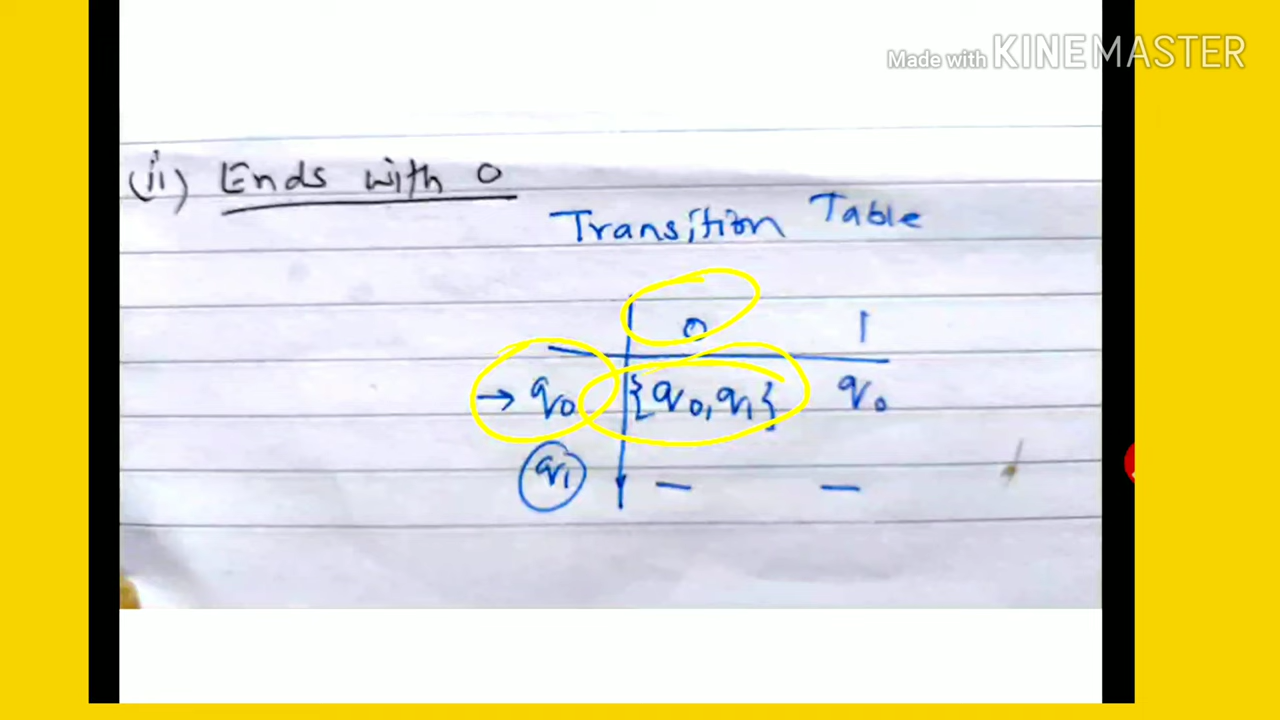 Made with KINEMASTER
(ii) Ends with 0
Transition Table
0 1
→ q0 {q0, q1} q0
q1 — —